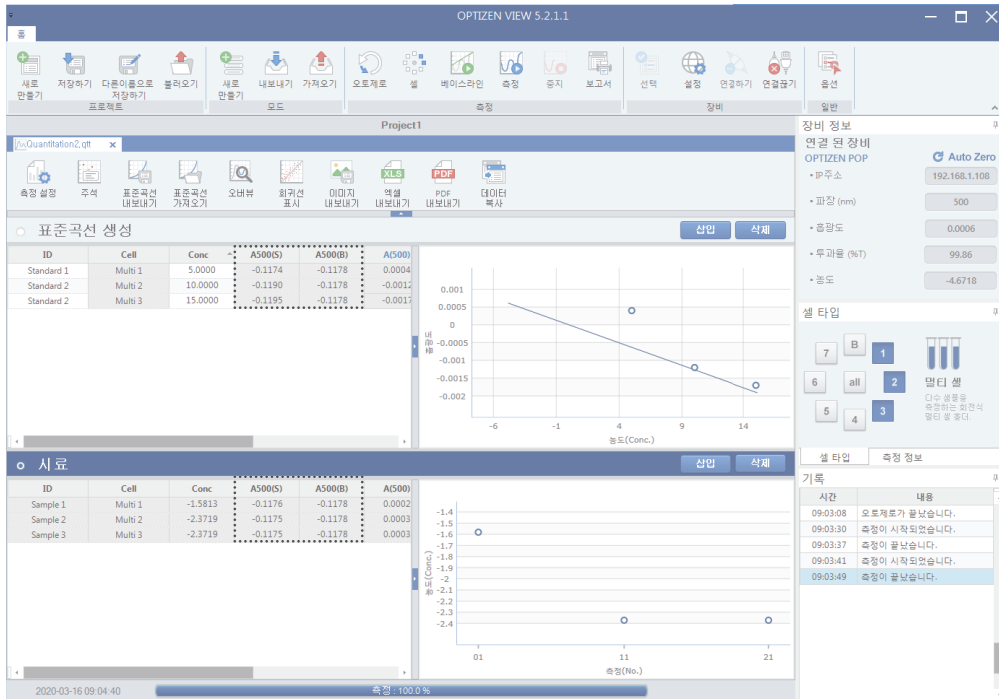 OPTIZEN VIEW 5.2.1.1
홈
새로 만들기
저장하기
다른이름으로 저장하기
불러오기
새로 만들기
내보내기
가져오기
오토제로
셀
베이스라인
측정
중지
보고서
선택
설정
연결하기
연결끊기
옵션
프로젝트
모드
측정
장비
일반
Project1
Quantitation2.qtt
측정 설정
주석
표준곡선 내보내기
표준곡선 가져오기
오버뷰
회귀선 표시
이미지 내보내기
XLS
엑셀 내보내기
PDF
PDF 내보내기
데이터 복사
표준곡선 생성
삽입
삭제
ID Cell Conc A500(S) A500(B) A(500)
Standard 1 Multi 1 5.0000 -0.1174 -0.1178 0.0004
Standard 2 Multi 2 10.0000 -0.1190 -0.1178 -0.0012
Standard 2 Multi 3 15.0000 -0.1195 -0.1178 -0.0017
0.001
0.0005
0
-0.0005
-0.001
-0.0015
-0.002
흡광도
-6 -1 4 9 14
농도(Conc.)
시료
삽입
삭제
ID Cell Conc A500(S) A500(B) A(500)
Sample 1 Multi 1 -1.5813 -0.1176 -0.1178 0.0002
Sample 2 Multi 2 -2.3719 -0.1175 -0.1178 0.0003
Sample 3 Multi 3 -2.3719 -0.1175 -0.1178 0.0003
-1.4
-1.5
-1.6
-1.7
-1.8
-1.9
-2
-2.1
-2.2
-2.3
-2.4
농도(Conc.)
01 11 21
측정(No.)
2020-03-16 09:04:40
측정 : 100.0 %
장비 정보
연결 된 장비
OPTIZEN POP
Auto Zero
• IP주소 192.168.1.108
• 파장 (nm) 500
• 흡광도 0.0006
• 투과율 (%T) 99.86
• 농도 -4.6718
셀 타입
7 B 1
6 all 2
5 4 3
멀티 셀
다수 샘플을
측정하는 회전식
멀티 셀 홀더.
셀 타입
측정 정보
기록
시간 내용
09:03:08 오토제로가 끝났습니다.
09:03:30 측정이 시작되었습니다.
09:03:37 측정이 끝났습니다.
09:03:41 측정이 시작되었습니다.
09:03:49 측정이 끝났습니다.